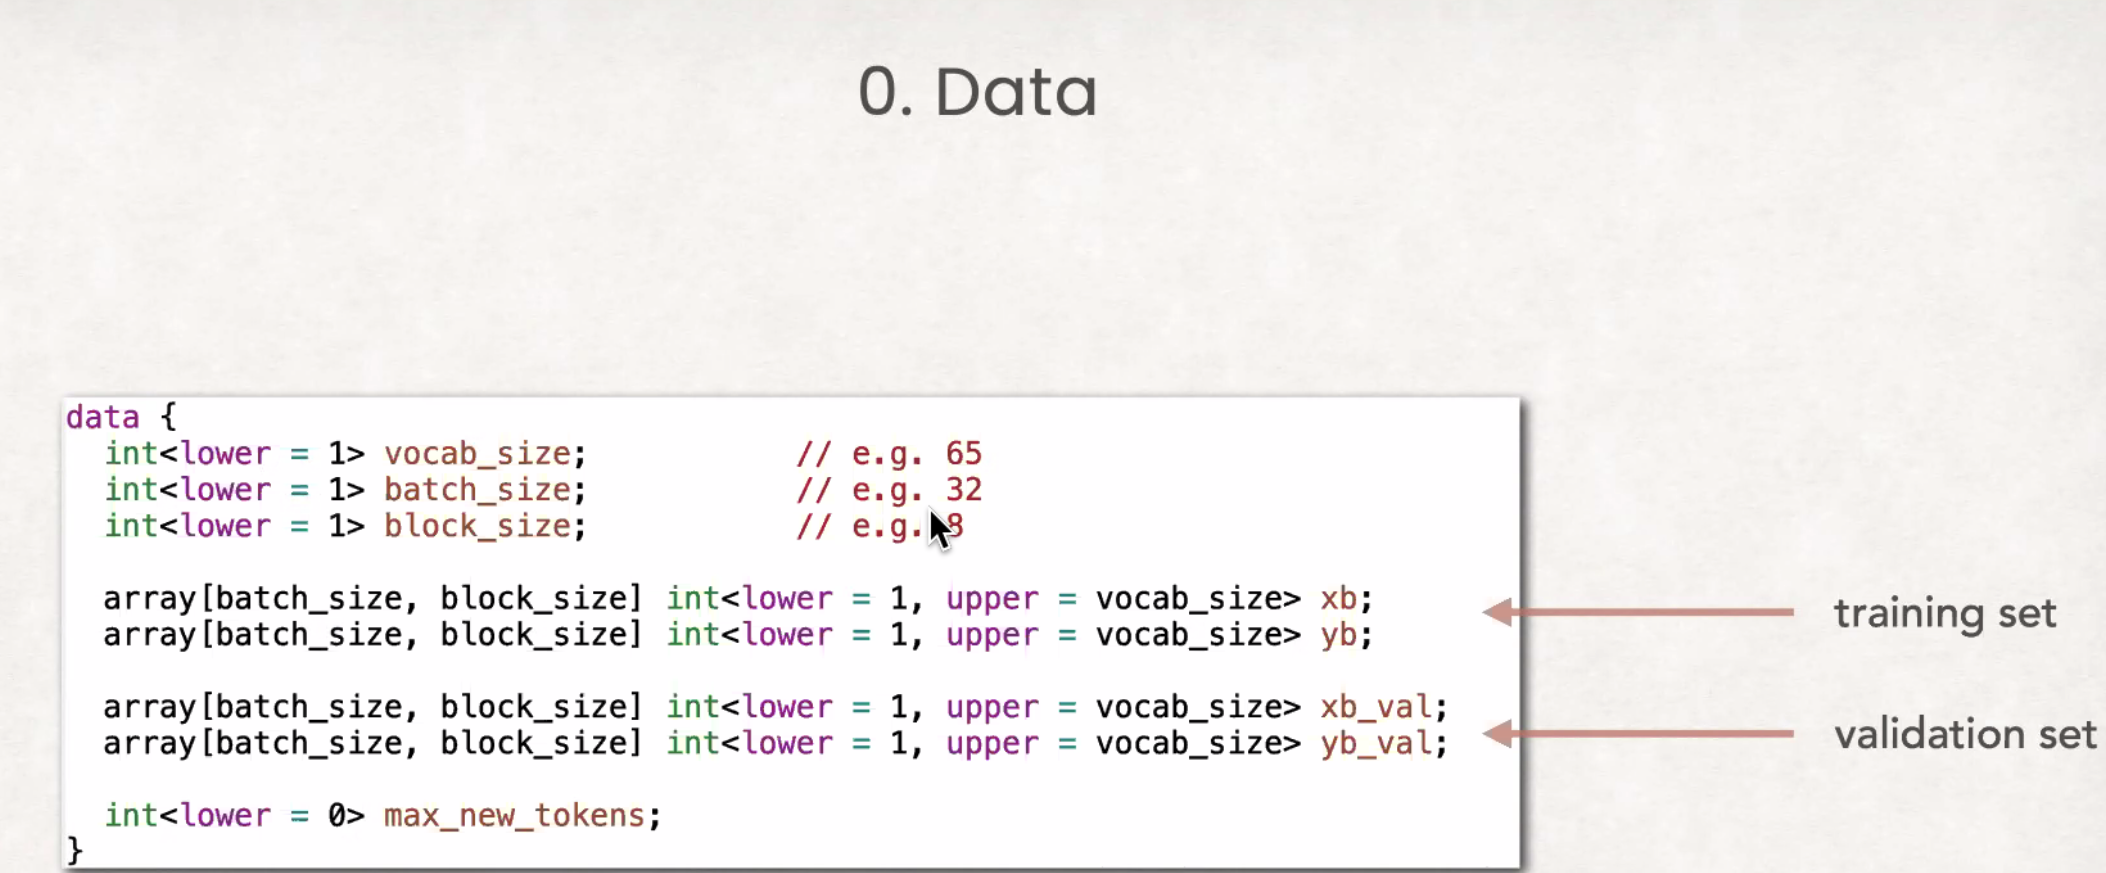 0. Data
data {
  int<lower = 1> vocab_size;           // e.g. 65
  int<lower = 1> batch_size;           // e.g. 32
  int<lower = 1> block_size;           // e.g. 8
  array[batch_size, block_size] int<lower = 1, upper = vocab_size> xb;
training set
  array[batch_size, block_size] int<lower = 1, upper = vocab_size> yb;
  array[batch_size, block_size] int<lower = 1, upper = vocab_size> xb_val;
validation set
  array[batch_size, block_size] int<lower = 1, upper = vocab_size> yb_val;
  int<lower = 0> max_new_tokens;
}